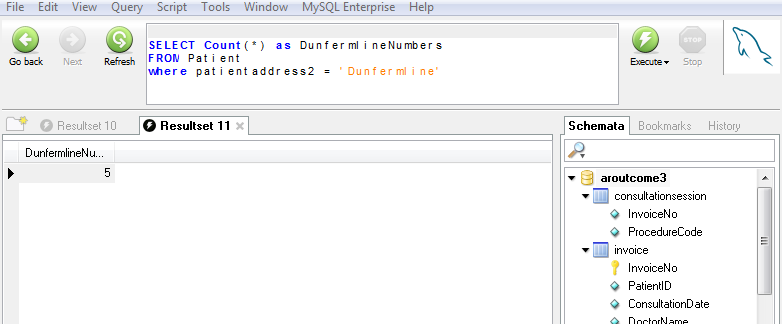 File Edit View Query Script Patients Window MySQL Enterprise Help
SELECT Count(*) as DunfermlineNumbers
FROM Patient
where patientaddress2 = 'Dunfermline'
Go back Next Refresh Execute Stop
Resultset 10 Resultset 11
DunfermlineNu...
5
Schemata Bookmarks History
aroutcome3
consultationsession
InvoiceNo
ProcedureCode
invoice
InvoiceNo
PatientID
ConsultationDate
DoctorName